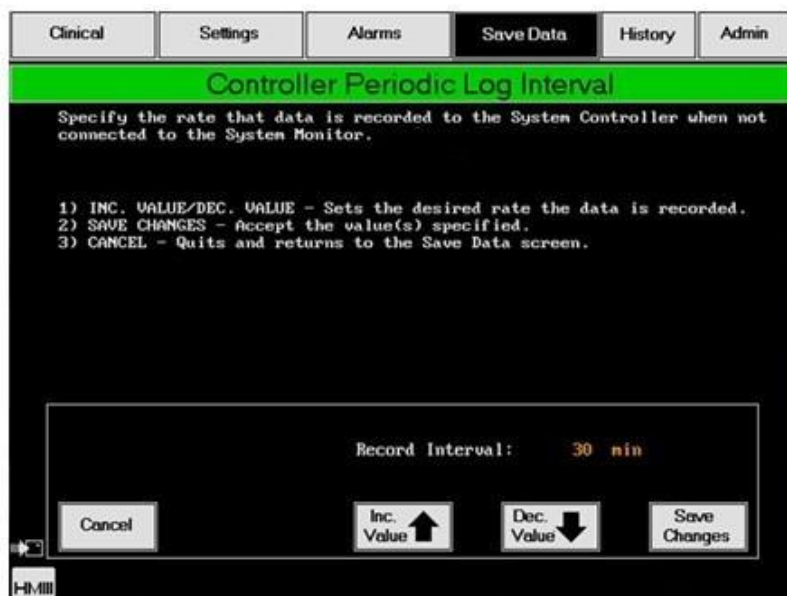 Clinical Settings Alarms Save Data History Admin
Controller Periodic Log Interval
Specify the rate that data is recorded to the System Controller when not
connected to the System Monitor.
1) INC. VALUE/DEC. VALUE - Sets the desired rate the data is recorded.
2) SAVE CHANGES - Accept the value(s) specified.
3) CANCEL - Quits and returns to the Save Data screen.
Record Interval: 30 min
Cancel
Inc.
Value
Dec.
Value
Save
Changes
HMIII